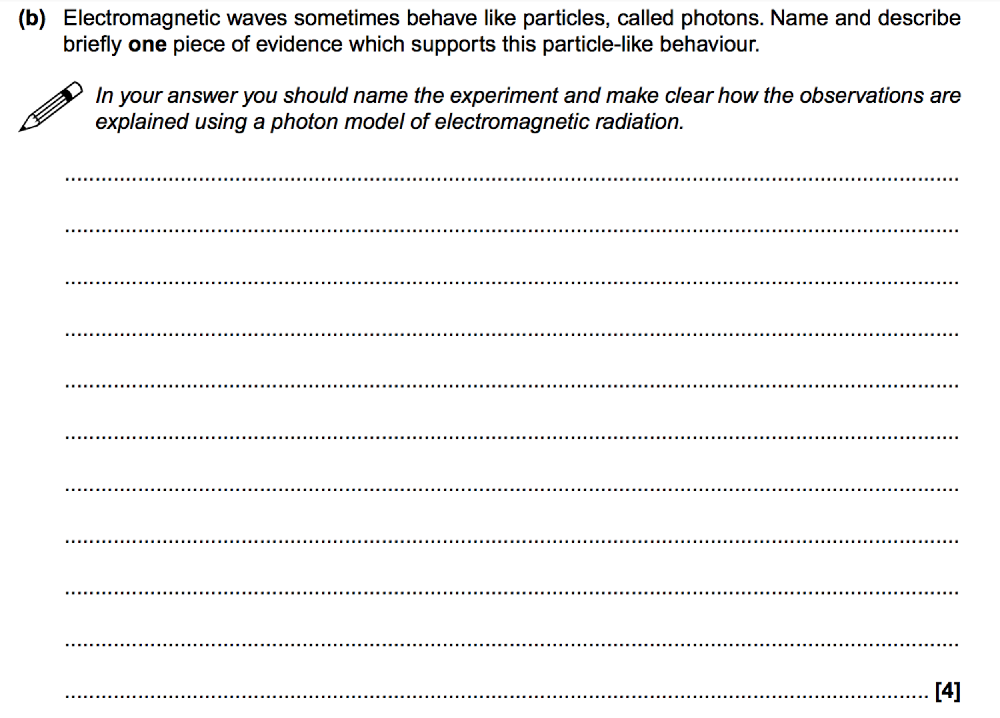 (b) Electromagnetic waves sometimes behave like particles, called photons. Name and describe
briefly one piece of evidence which supports this particle-like behaviour.
In your answer you should name the experiment and make clear how the observations are
explained using a photon model of electromagnetic radiation.
[4]